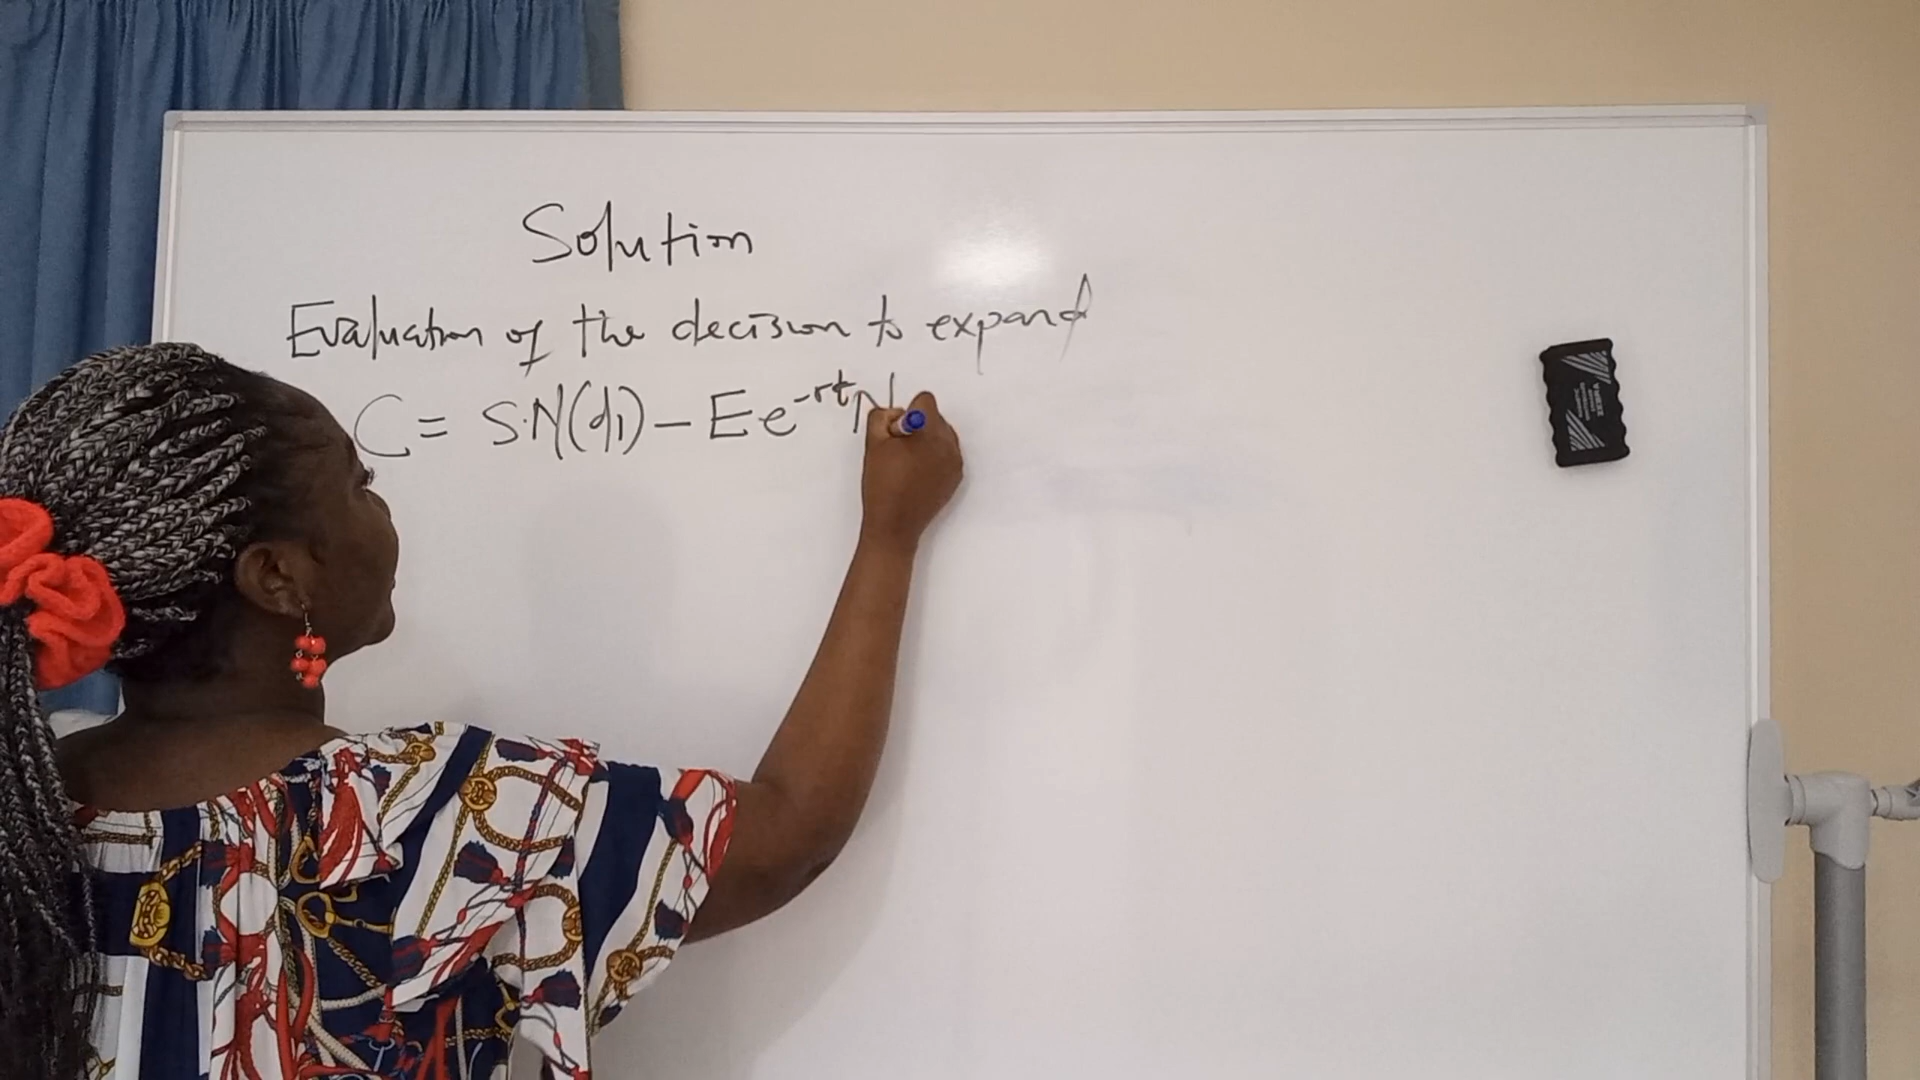 Solution
Evaluation of the decision to expand
C = S.N(d1) - Ee^-rt N